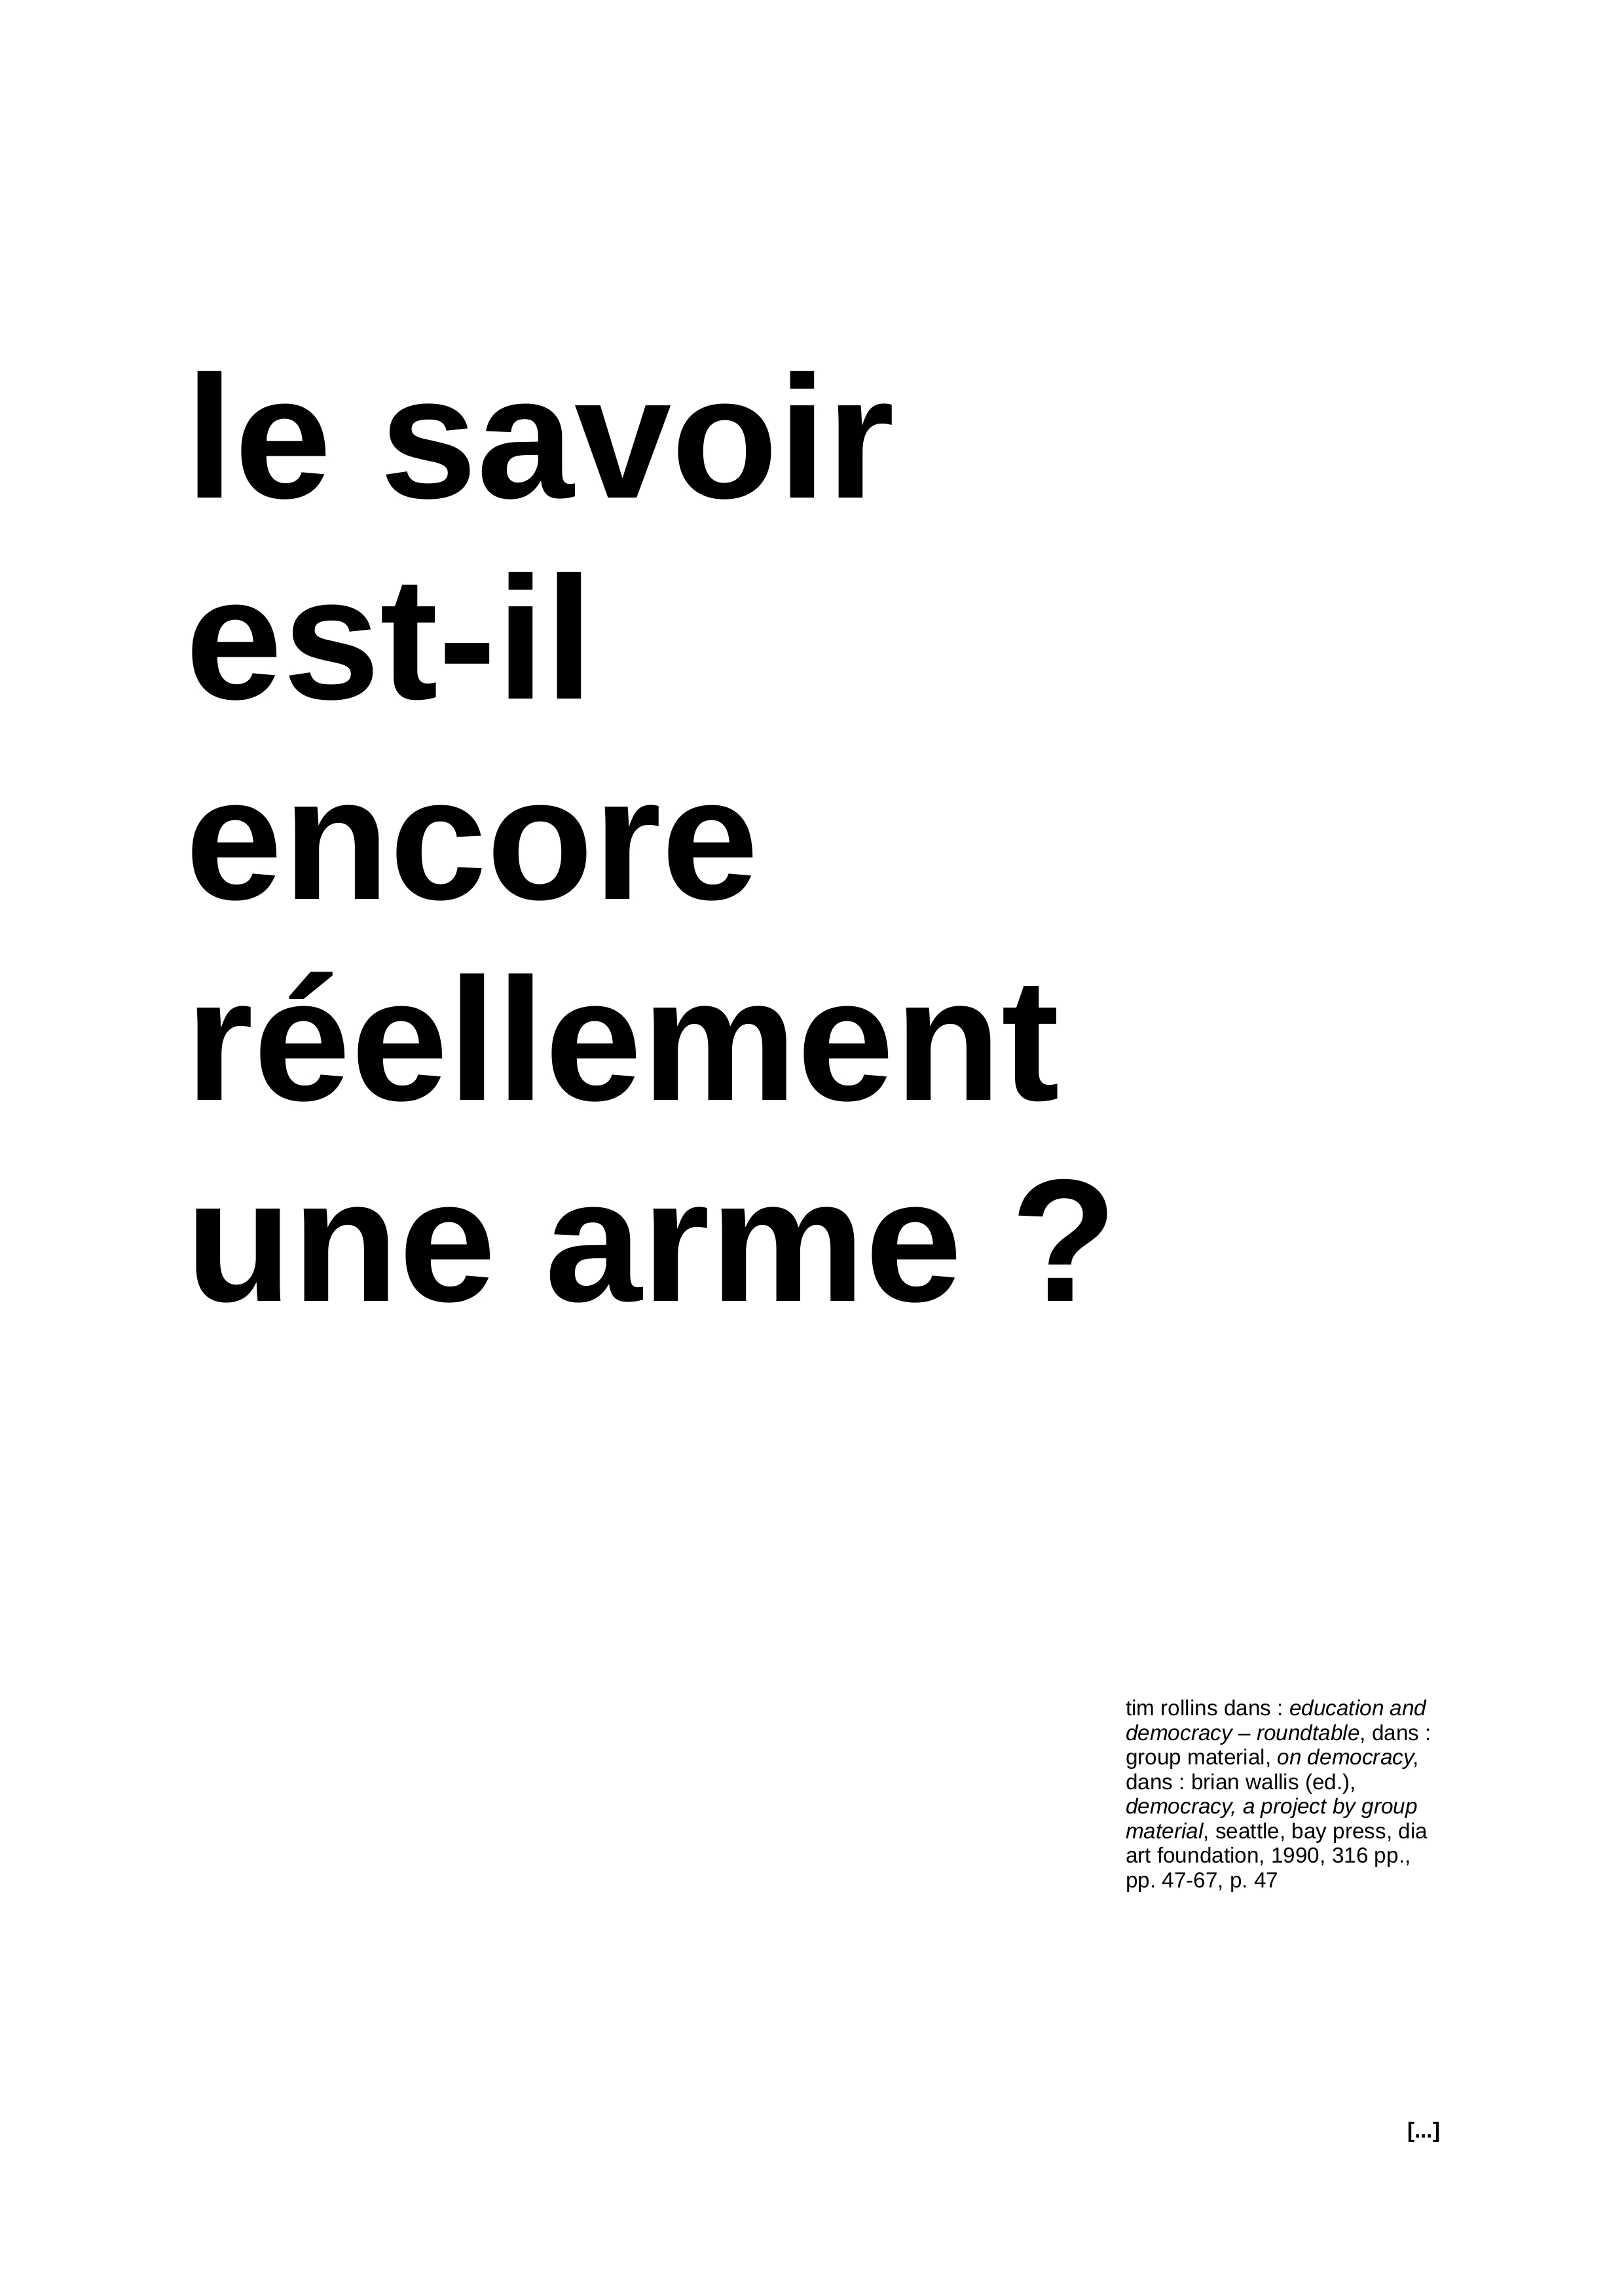 le savoir
est-il
encore
réellement
une arme ?
tim rollins dans : education and
democracy – roundtable, dans :
group material, on democracy,
dans : brian wallis (ed.),
democracy, a project by group
material, seattle, bay press, dia
art foundation, 1990, 316 pp.,
pp. 47-67, p. 47
[...]